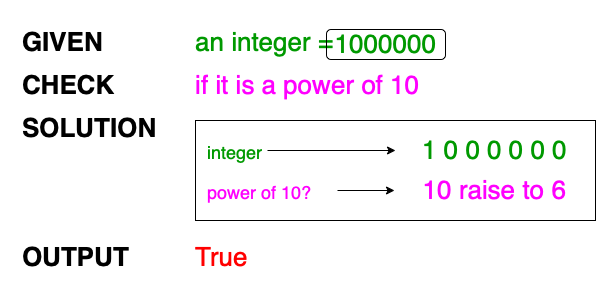 GIVEN an integer =1000000
CHECK if it is a power of 10
SOLUTION
integer 1 0 0 0 0 0 0
power of 10? 10 raise to 6
OUTPUT True